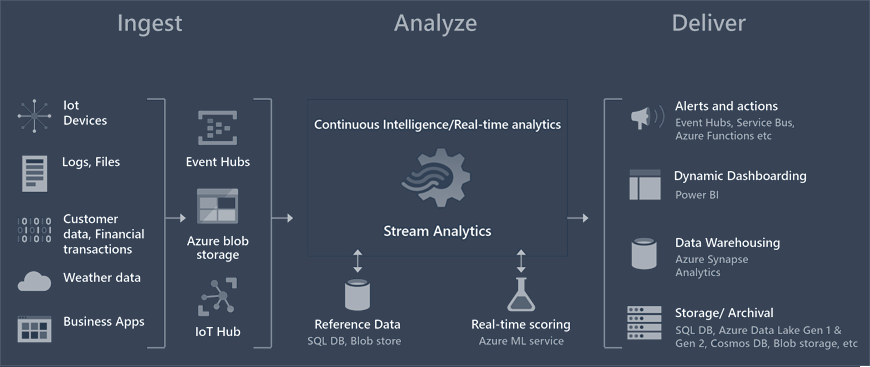 Ingest
Analyze
Deliver
Iot
Devices
Logs, Files
Customer
data, Financial
transactions
Weather data
Business Apps
Event Hubs
Azure blob
storage
IoT Hub
Continuous Intelligence/Real-time analytics
Stream Analytics
Reference Data
SQL DB, Blob store
Real-time scoring
Azure ML service
Alerts and actions
Event Hubs, Service Bus,
Azure Functions etc
Dynamic Dashboarding
Power BI
Data Warehousing
Azure Synapse
Analytics
Storage/ Archival
SQL DB, Azure Data Lake Gen 1 &
Gen 2, Cosmos DB, Blob storage, etc